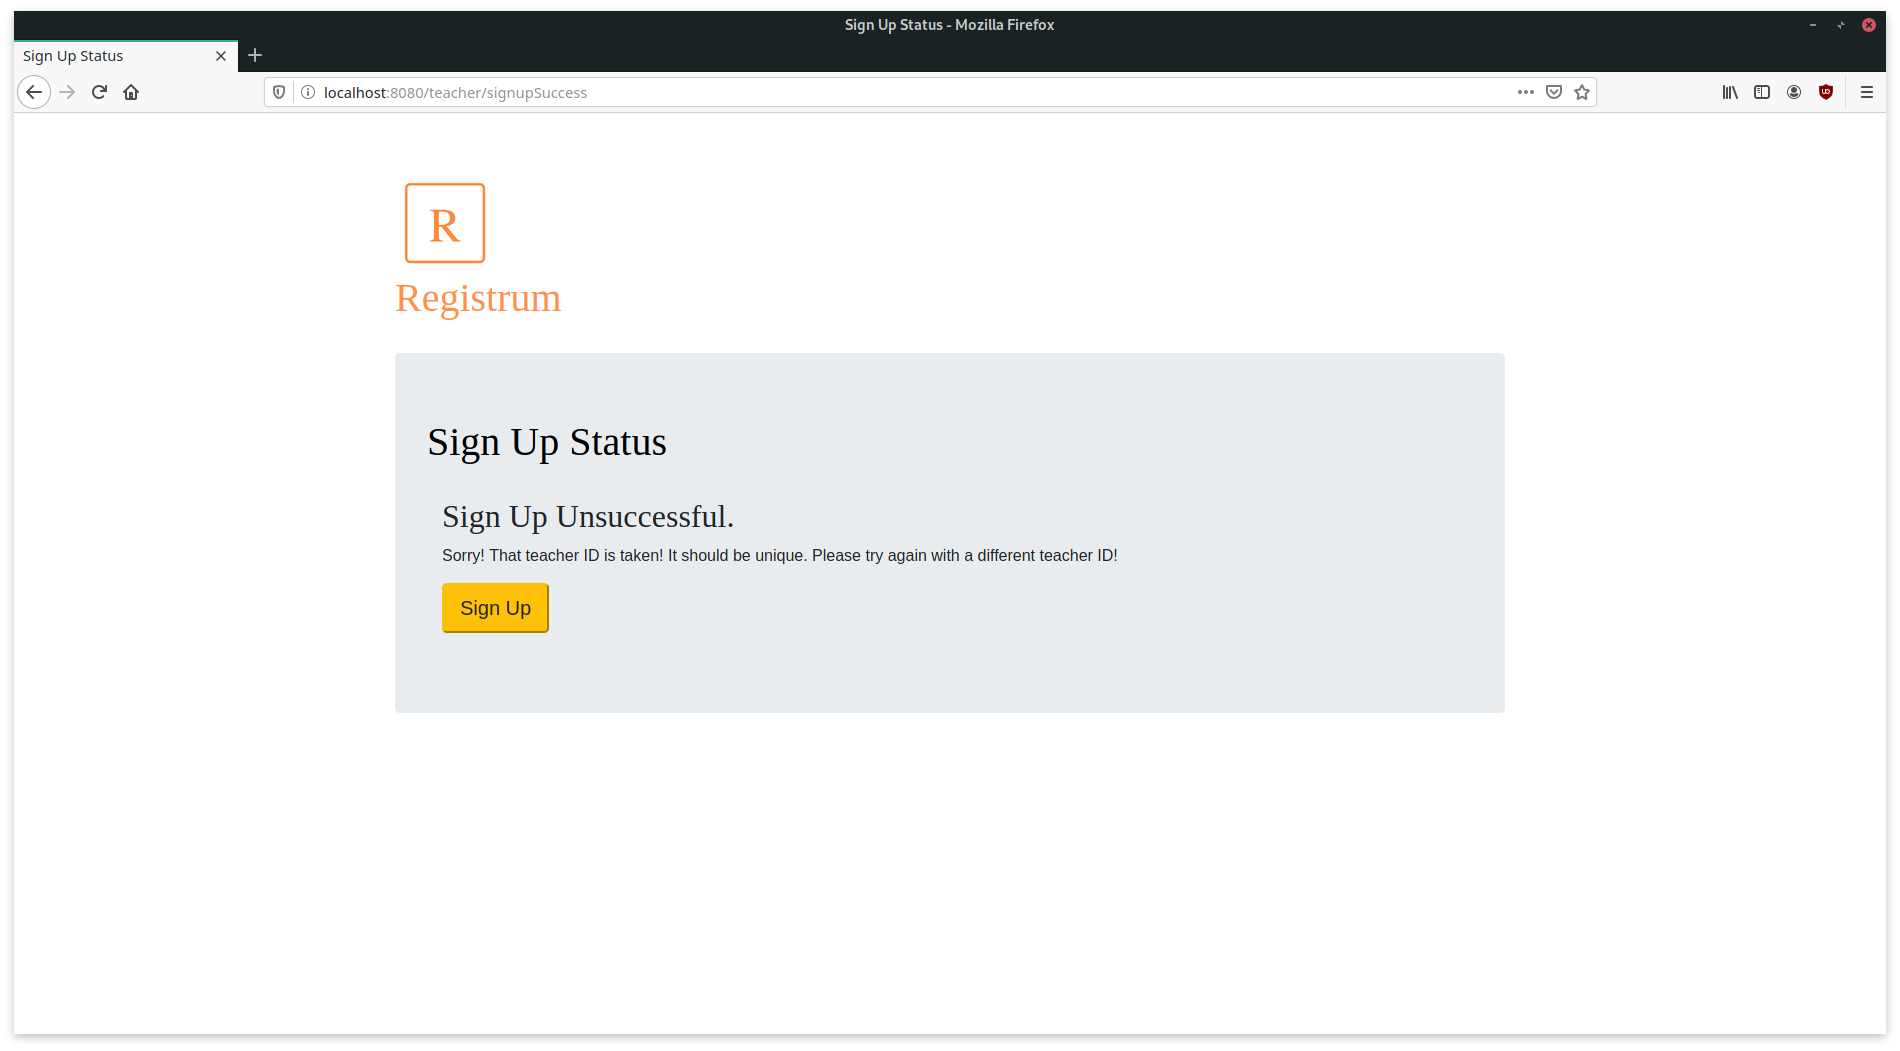 Sign Up Status - Mozilla Firefox
Sign Up Status
localhost:8080/teacher/signupSuccess
R
Registrum
Sign Up Status
Sign Up Unsuccessful.
Sorry! That teacher ID is taken! It should be unique. Please try again with a different teacher ID!
Sign Up